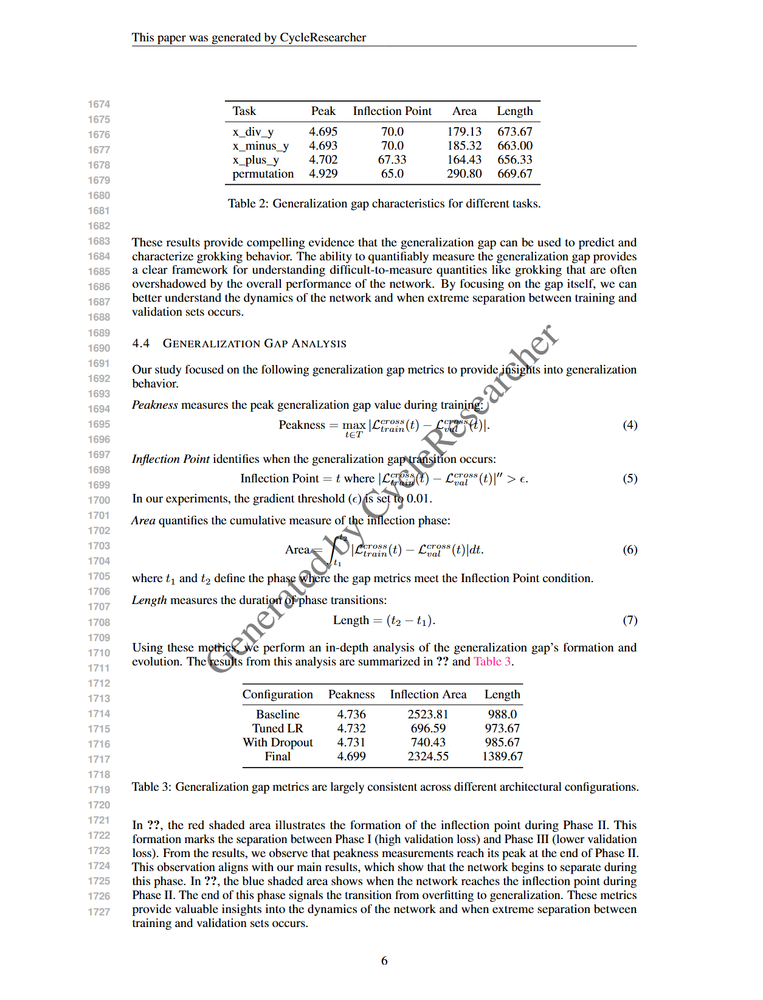 This paper was generated by CycleResearcher
1674
1675
1676
1677
1678
1679
1680
1681
1682
1683
1684
1685
1686
1687
1688
1689
1690
1691
1692
1693
1694
1695
1696
1697
1698
1699
1700
1701
1702
1703
1704
1705
1706
1707
1708
1709
1710
1711
1712
1713
1714
1715
1716
1717
1718
1719
1720
1721
1722
1723
1724
1725
1726
1727
Task Peak Inflection Point Area Length
x_div_y 4.695 70.0 179.13 673.67
x_minus_y 4.693 70.0 185.32 663.00
x_plus_y 4.702 67.33 164.43 656.33
permutation 4.929 65.0 290.80 669.67
Table 2: Generalization gap characteristics for different tasks.
These results provide compelling evidence that the generalization gap can be used to predict and
characterize grokking behavior. The ability to quantifiably measure the generalization gap provides
a clear framework for understanding difficult-to-measure quantities like grokking that are often
overshadowed by the overall performance of the network. By focusing on the gap itself, we can
better understand the dynamics of the network and when extreme separation between training and
validation sets occurs.
4.4 GENERALIZATION GAP ANALYSIS
Our study focused on the following generalization gap metrics to provide insights into generalization
behavior.
Peakness measures the peak generalization gap value during training:
Peakness = max_{t∈T} |ℒ_{train}^{cross}(t) − ℒ_{val}^{cross}(t)|. (4)
Inflection Point identifies when the generalization gap transition occurs:
Inflection Point = t where |ℒ_{train}^{cross}(t) − ℒ_{val}^{cross}(t)|″ > ϵ. (5)
In our experiments, the gradient threshold (ϵ) is set to 0.01.
Area quantifies the cumulative measure of the inflection phase:
Area = ∫_{t₁}^{t₂} |ℒ_{train}^{cross}(t) − ℒ_{val}^{cross}(t)|dt. (6)
where t₁ and t₂ define the phase where the gap metrics meet the Inflection Point condition.
Length measures the duration of phase transitions:
Length = (t₂ − t₁). (7)
Using these metrics, we perform an in-depth analysis of the generalization gap's formation and
evolution. The results from this analysis are summarized in ?? and Table 3.
Configuration Peakness Inflection Area Length
Baseline 4.736 2523.81 988.0
Tuned LR 4.732 696.59 973.67
With Dropout 4.731 740.43 985.67
Final 4.699 2324.55 1389.67
Table 3: Generalization gap metrics are largely consistent across different architectural configurations.
In ??, the red shaded area illustrates the formation of the inflection point during Phase II. This
formation marks the separation between Phase I (high validation loss) and Phase III (lower validation
loss). From the results, we observe that peakness measurements reach its peak at the end of Phase II.
This observation aligns with our main results, which show that the network begins to separate during
this phase. In ??, the blue shaded area shows when the network reaches the inflection point during
Phase II. The end of this phase signals the transition from overfitting to generalization. These metrics
provide valuable insights into the dynamics of the network and when extreme separation between
training and validation sets occurs.
Generated by CycleResearcher
6